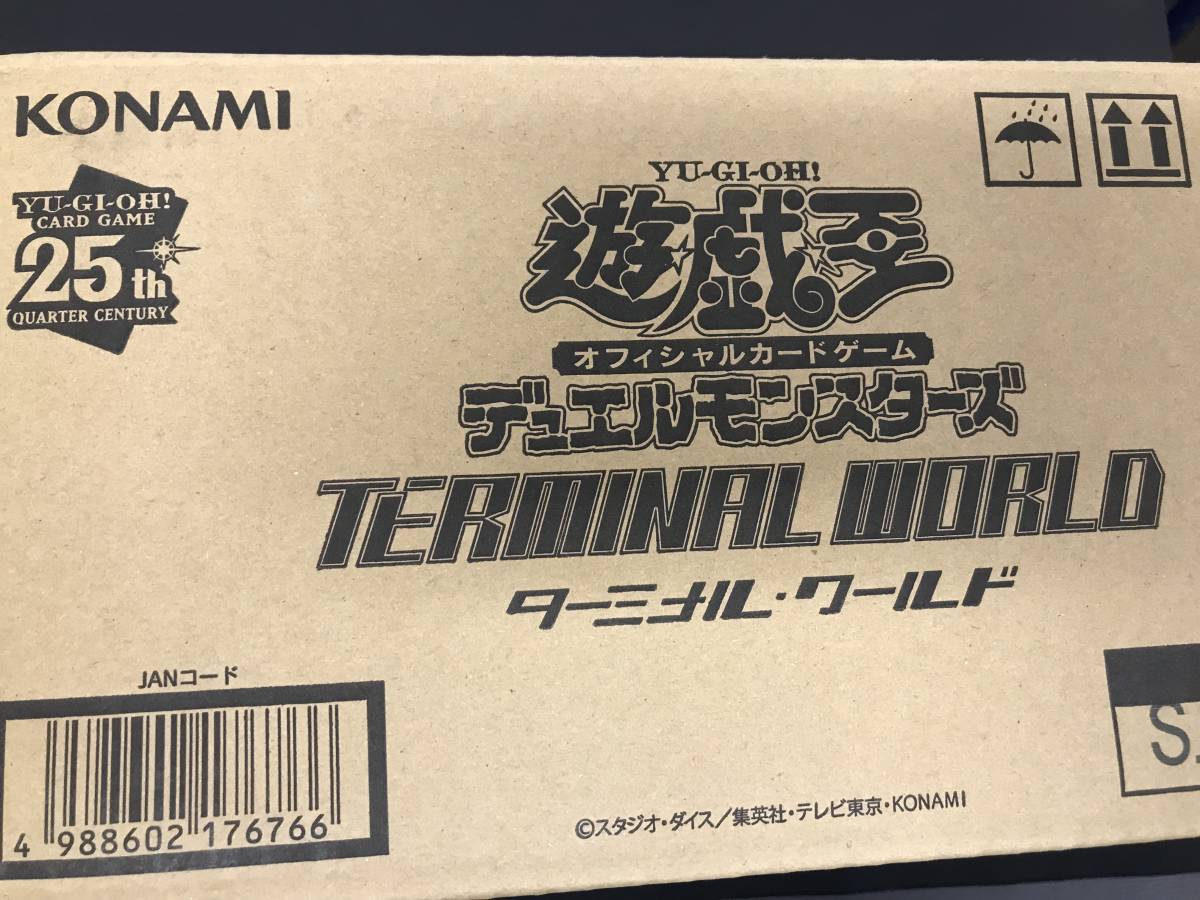 KONAMI
YU-GI-OH!
CARD GAME
25th
QUARTER CENTURY
YU-GI-OH!
遊戯王
オフィシャルカードゲーム
デュエルモンスターズ
TERMINAL WORLD
ターミナル・ワールド
JANコード
4 988602 176766
©スタジオ・ダイス／集英社・テレビ東京・KONAMI
S.